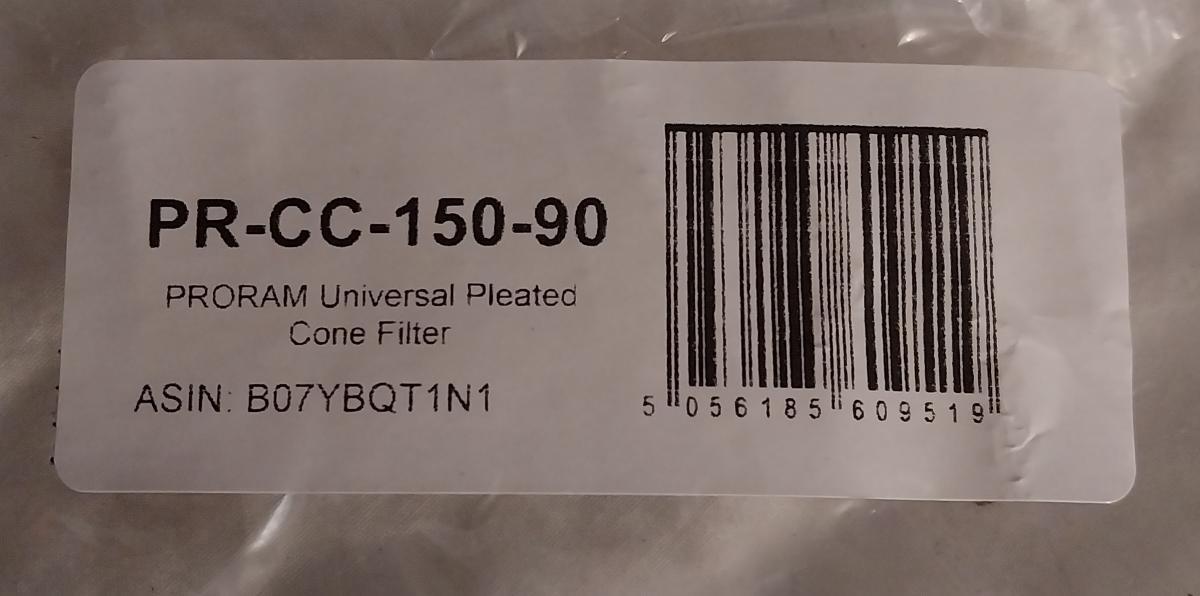 PR-CC-150-90
PRORAM Universal Pleated
Cone Filter
ASIN: B07YBQT1N1
5 056185 609519